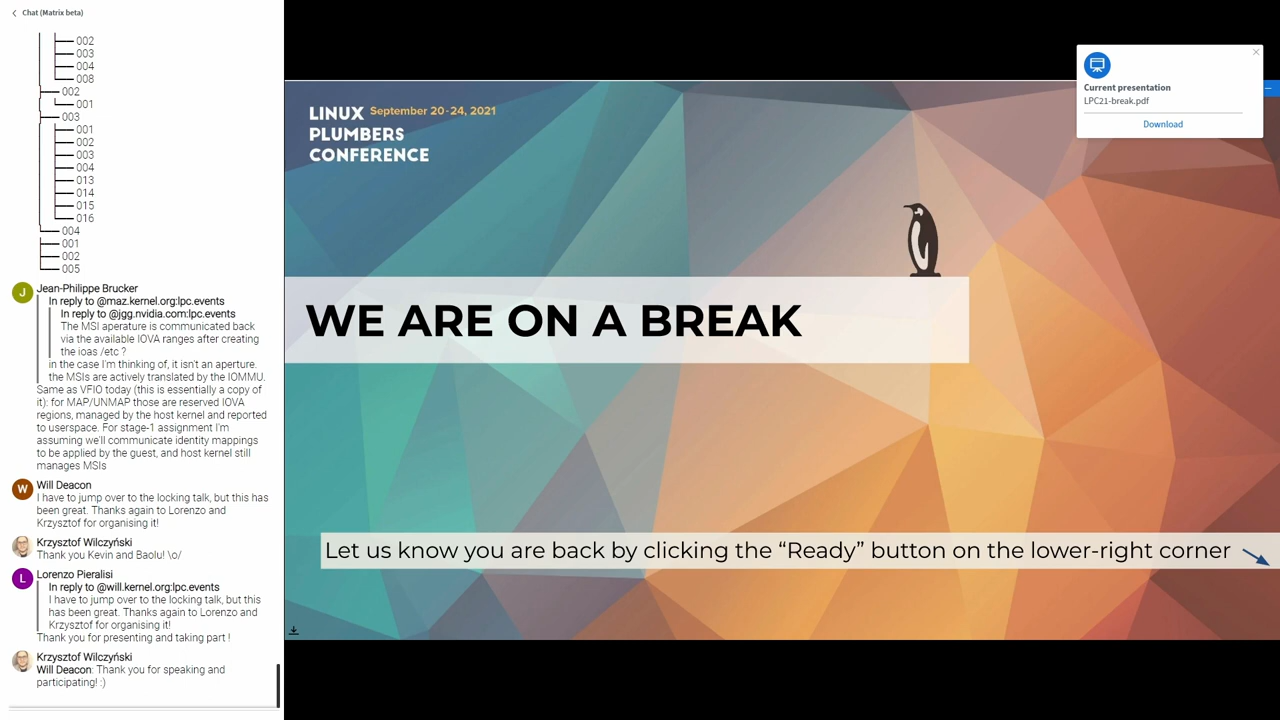 Chat (Matrix beta)
002
003
004
008
002
001
003
001
002
003
004
013
014
015
016
004
001
002
005
J
Jean-Philippe Brucker
In reply to @maz.kernel.org:lpc.events
In reply to @jgg.nvidia.com:lpc.events
The MSI aperature is communicated back
via the available IOVA ranges after creating
the ioas /etc ?
in the case I'm thinking of, it isn't an aperture.
the MSIs are actively translated by the IOMMU.
Same as VFIO today (this is essentially a copy of
it): for MAP/UNMAP those are reserved IOVA
regions, managed by the host kernel and reported
to userspace. For stage-1 assignment I'm
assuming we'll communicate identity mappings
to be applied by the guest, and host kernel still
manages MSIs
W
Will Deacon
I have to jump over to the locking talk, but this has
been great. Thanks again to Lorenzo and
Krzysztof for organising it!
Krzysztof Wilczyński
Thank you Kevin and Baolu! \o/
L
Lorenzo Pieralisi
In reply to @will.kernel.org:lpc.events
I have to jump over to the locking talk, but this
has been great. Thanks again to Lorenzo and
Krzysztof for organising it!
Thank you for presenting and taking part !
Krzysztof Wilczyński
Will Deacon: Thank you for speaking and
participating! :)
LINUX September 20-24, 2021
PLUMBERS
CONFERENCE
WE ARE ON A BREAK
Let us know you are back by clicking the “Ready” button on the lower-right corner
Current presentation
LPC21-break.pdf
Download